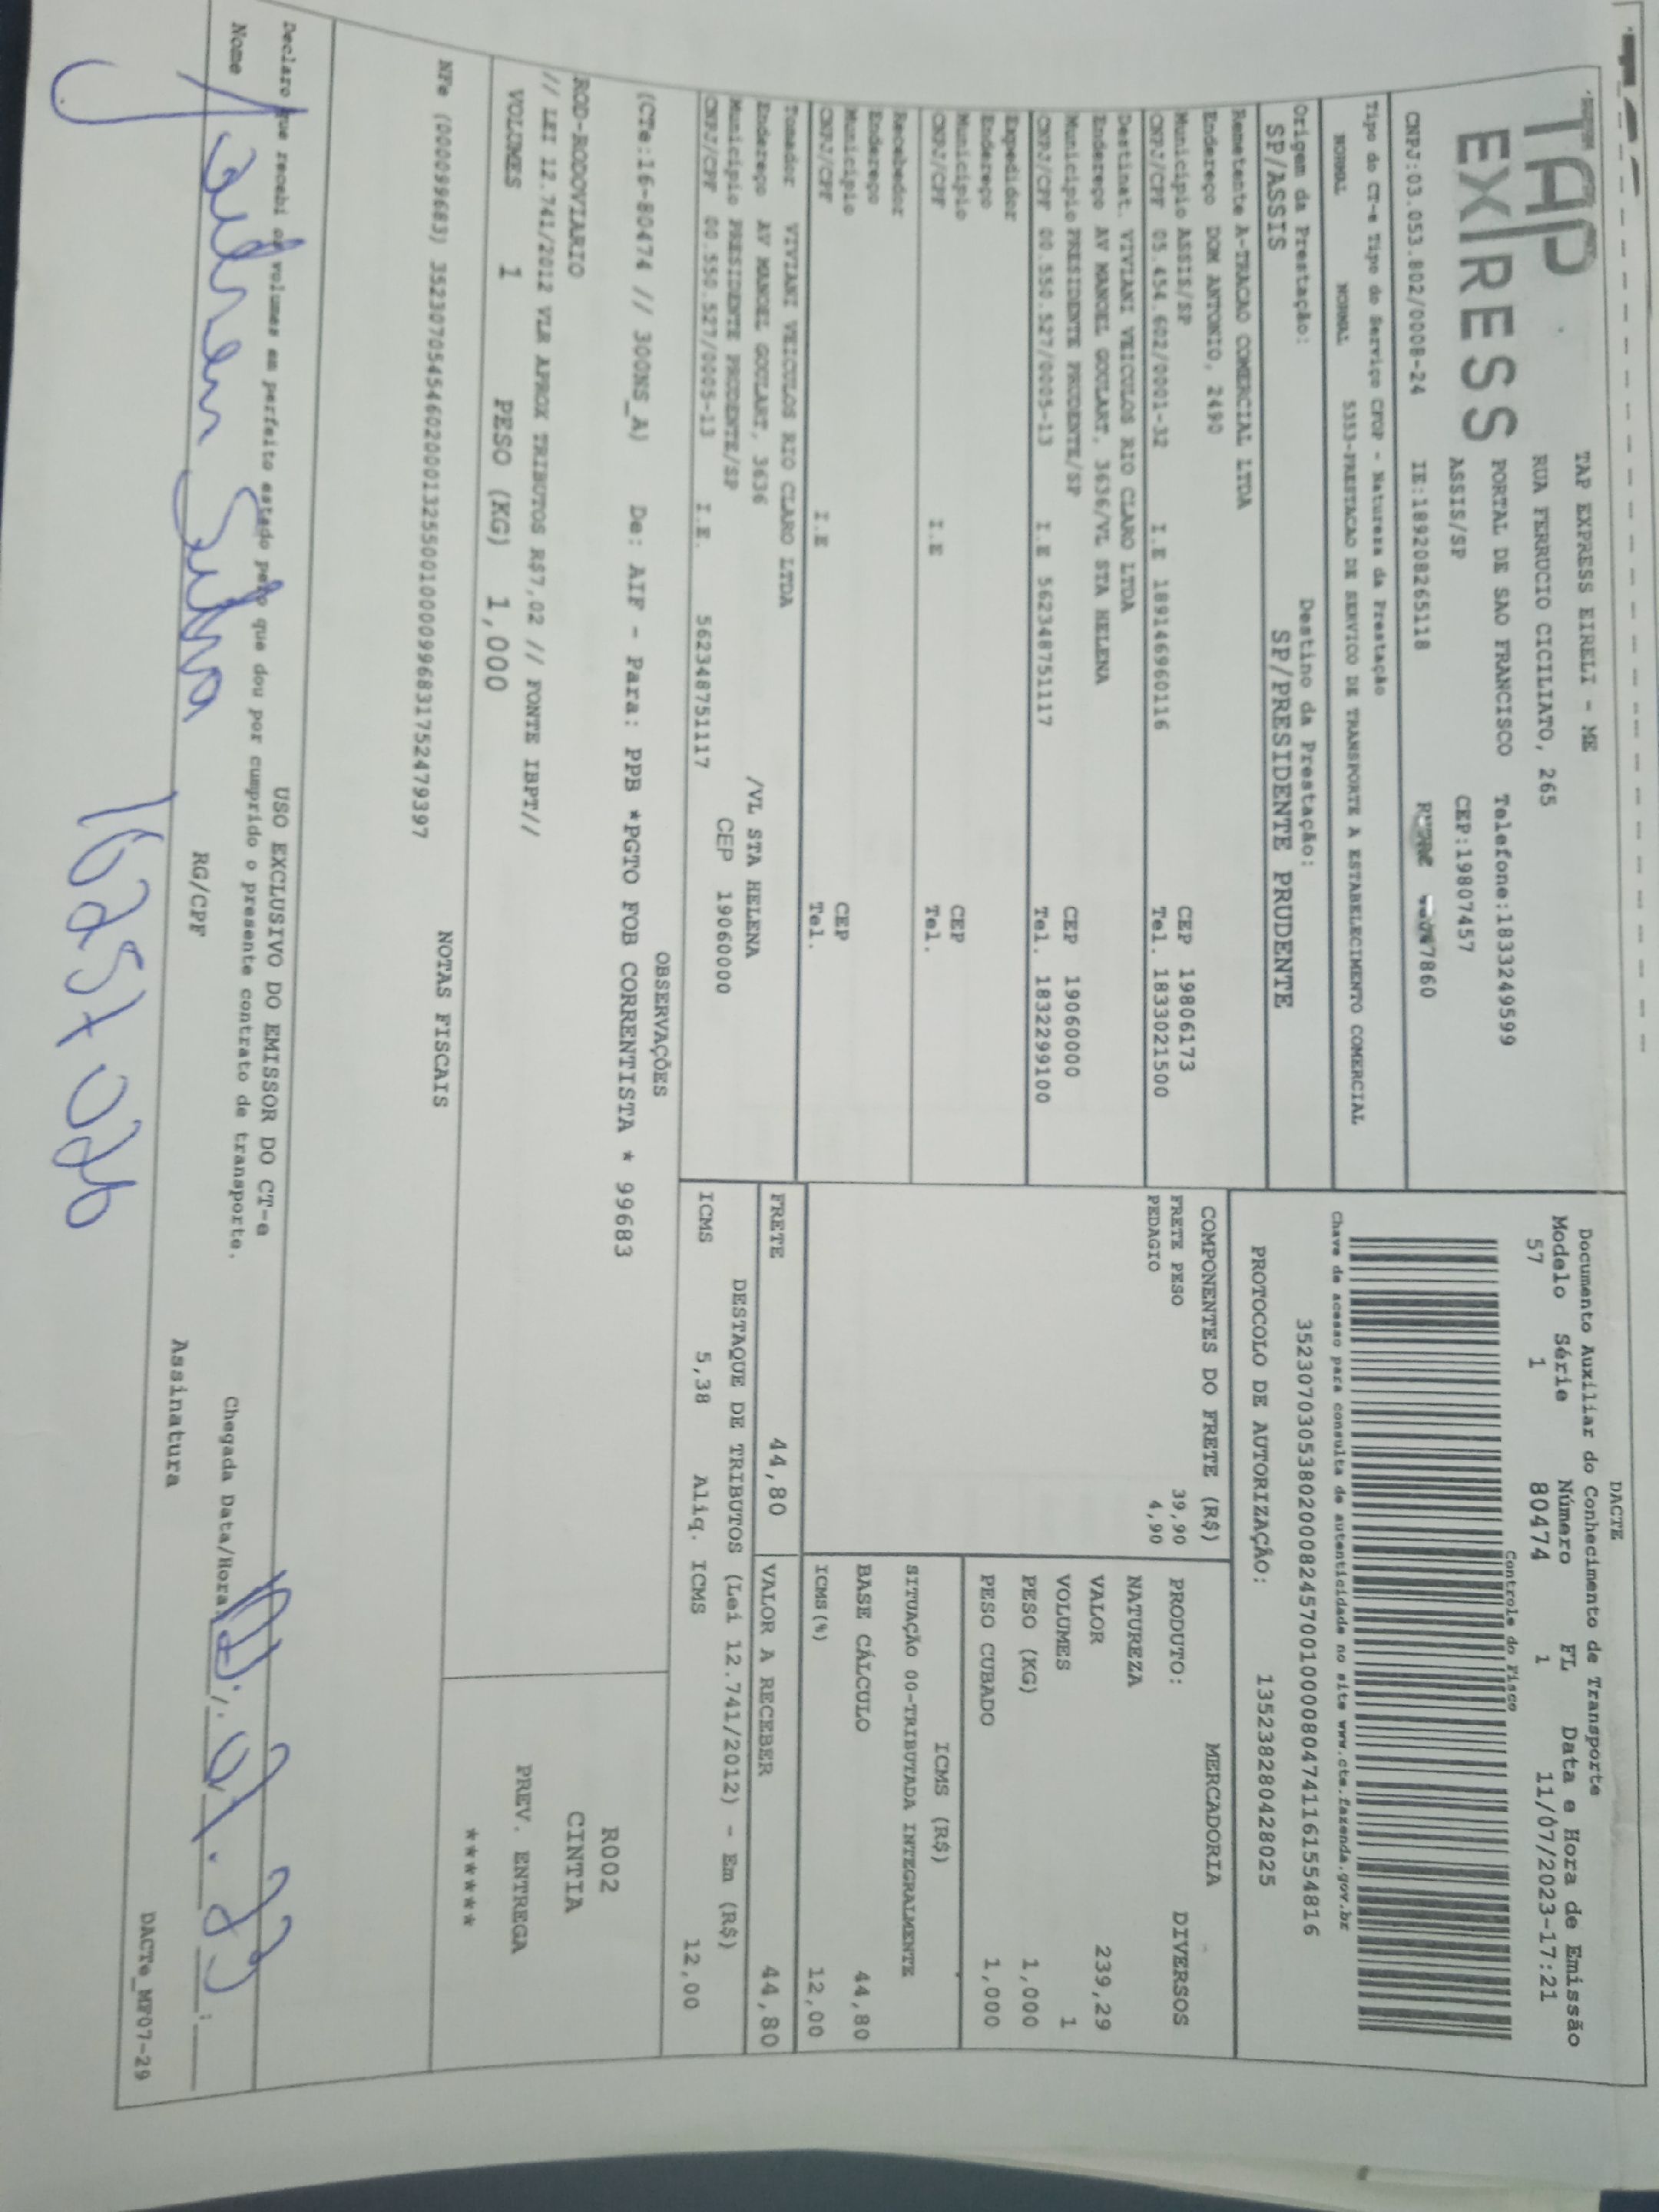 TAP
EXPRESS
TAP EXPRESS EIRELI - ME
RUA FERRUCIO CICILIATO, 265
PORTAL DE SAO FRANCISCO Telefone:1833249599
ASSIS/SP CEP:19807457
CNPJ:03.053.802/0008-24 IE:189208265118
Tipo do CT-e Tipo do Serviço CFOP - Natureza da Prestação
NORMAL NORMAL 5353-PRESTACAO DE SERVICO DE TRANSPORTE A ESTABELECIMENTO COMERCIAL
Origem da Prestação: Destino da Prestação:
SP/ASSIS SP/PRESIDENTE PRUDENTE
Remetente A-TRACAO COMERCIAL LTDA
Endereço DOM ANTONIO, 2490
Município ASSIS/SP CEP 19806173
CNPJ/CPF 05.454.602/0001-32 I.E 189146960116 Tel. 1833021500
Destinat. VIVIANI VEICULOS RIO CLARO LTDA
Endereço AV MANOEL GOULART, 3636/VL STA HELENA
Município PRESIDENTE PRUDENTE/SP CEP 19060000
CNPJ/CPF 00.550.527/0005-13 I.E 562348751117 Tel. 1832299100
Expedidor
Endereço
Município CEP
CNPJ/CPF I.E Tel.
Recebedor
Endereço
Município CEP
CNPJ/CPF I.E Tel.
Tomador VIVIANI VEICULOS RIO CLARO LTDA
Endereço AV MANOEL GOULART, 3636 /VL STA HELENA
Município PRESIDENTE PRUDENTE/SP CEP 19060000
CNPJ/CPF 00.550.527/0005-13 I.E. 562348751117
DACTE
Documento Auxiliar do Conhecimento de Transporte
Modelo Série Número FL Data e Hora de Emissão
57 1 80474 1 11/07/2023-17:21
Controle do Fisco
Chave de acesso para consulta de autenticidade no site www.cte.fazenda.gov.br
35230703053802000824570010000804741161554816
PROTOCOLO DE AUTORIZAÇÃO: 135238280428025
COMPONENTES DO FRETE (R$)
FRETE PESO 39,90
PEDAGIO 4,90
MERCADORIA
PRODUTO: DIVERSOS
NATUREZA
VALOR 239,29
VOLUMES 1
PESO (KG) 1,000
PESO CUBADO 1,000
ICMS (R$)
SITUAÇÃO 00-TRIBUTADA INTEGRALMENTE
BASE CÁLCULO 44,80
ICMS(%) 12,00
FRETE 44,80 VALOR A RECEBER 44,80
DESTAQUE DE TRIBUTOS (Lei 12.741/2012) - Em (R$)
ICMS 5,38 Aliq. ICMS 12,00
OBSERVAÇÕES
(CTe:16-80474 // 300NS_A) De: AIF - Para: PPB *PGTO FOB CORRENTISTA * 99683
ROD-RODOVIARIO
// LEI 12.741/2012 VLR APROX TRIBUTOS R$7,02 // FONTE IBPT//
VOLUMES 1 PESO (KG) 1,000
R002
CINTIA
PREV. ENTREGA
******
NOTAS FISCAIS
NFe (000099683) 35230705454602000132550010000996831752479397
USO EXCLUSIVO DO EMISSOR DO CT-e
Declaro que recebi os volumes em perfeito estado pelo que dou por cumprido o presente contrato de transporte.
Nome RG/CPF Assinatura
Chegada Data/Hora
DACTe_MF07-29